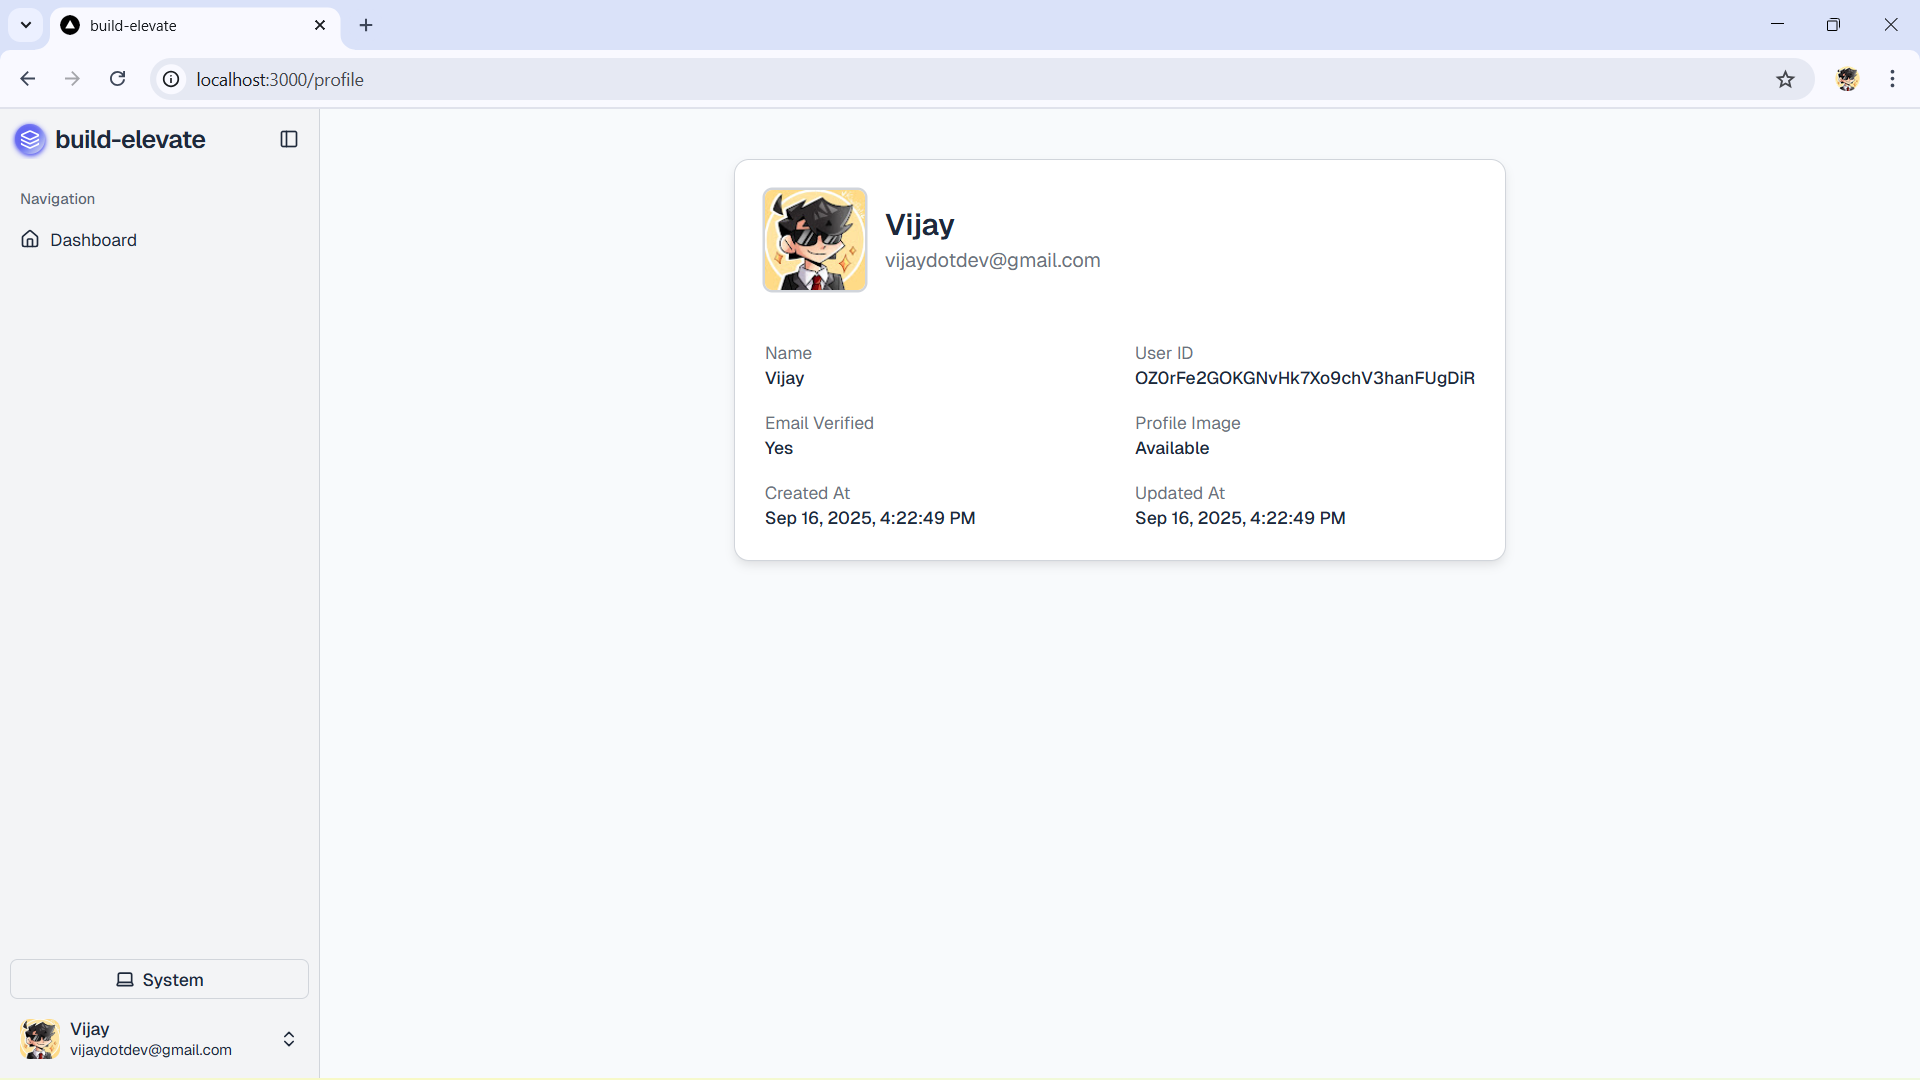 build-elevate
localhost:3000/profile
build-elevate
Navigation
Dashboard
Vijay
vijaydotdev@gmail.com
Name
Vijay
User ID
OZ0rFe2GOKGNvHk7Xo9chV3hanFUgDiR
Email Verified
Yes
Profile Image
Available
Created At
Sep 16, 2025, 4:22:49 PM
Updated At
Sep 16, 2025, 4:22:49 PM
System
Vijay
vijaydotdev@gmail.com